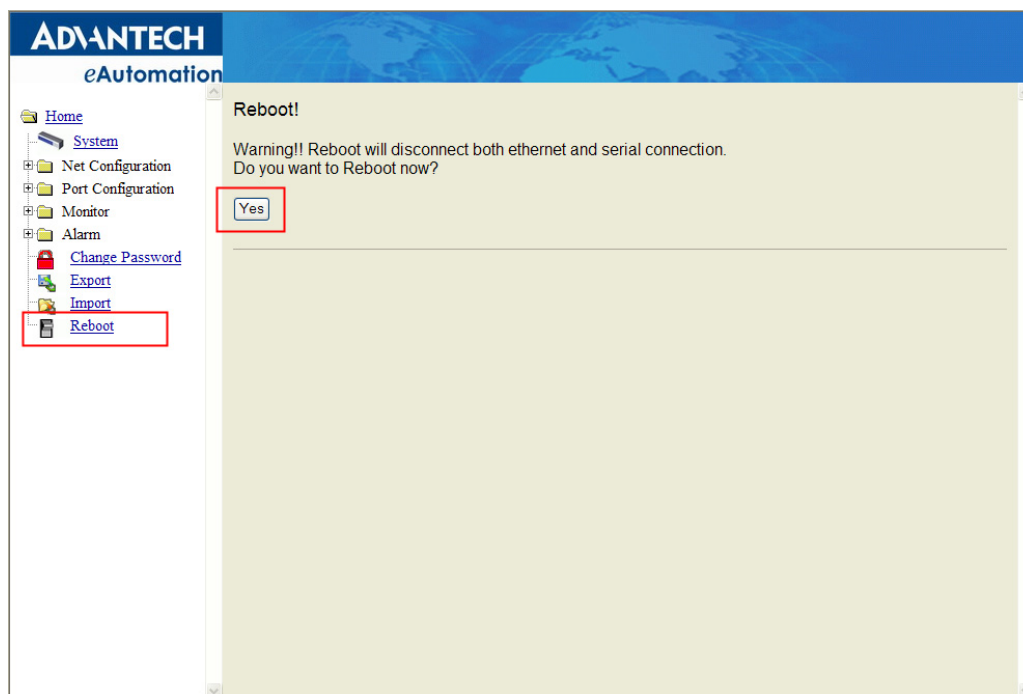 ADVANTECH
eAutomation
Home
System
Net Configuration
Port Configuration
Monitor
Alarm
Change Password
Export
Import
Reboot
Reboot!
Warning!! Reboot will disconnect both ethernet and serial connection.
Do you want to Reboot now?
Yes